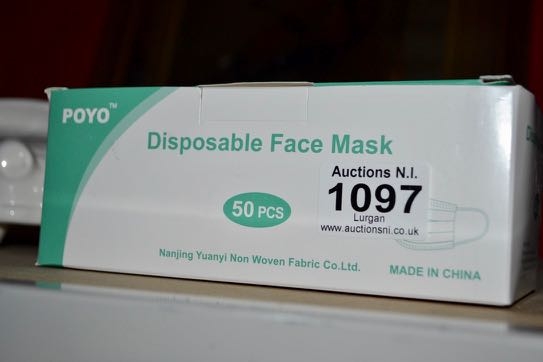 POYO™
Disposable Face Mask
Auctions N.I.
1097
Lurgan
www.auctionsni.co.uk
50 PCS
Nanjing Yuanyi Non Woven Fabric Co.Ltd.
MADE IN CHINA